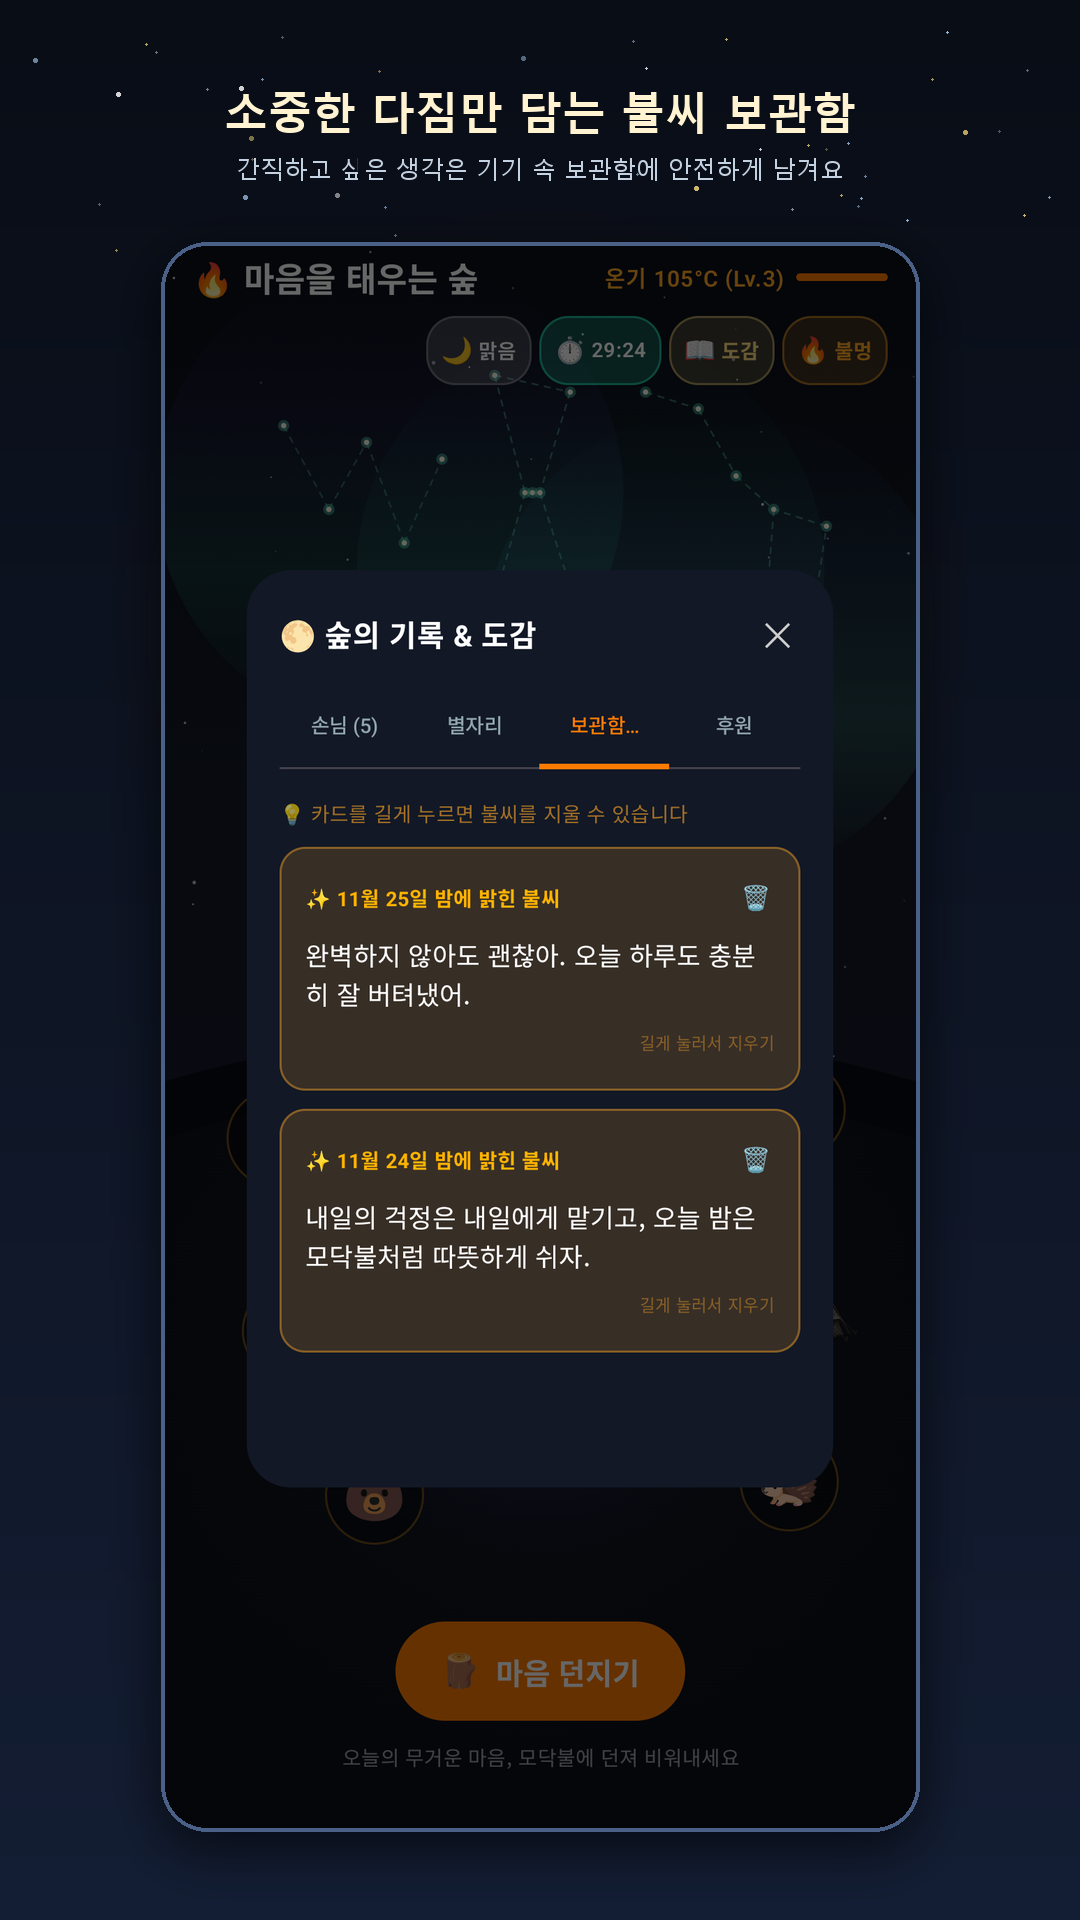 소중한 다짐만 담는 불씨 보관함
간직하고 싶은 생각은 기기 속 보관함에 안전하게 남겨요
마음을 태우는 숲
온기 105°C (Lv.3)
맑음
29:24
도감
불멍
숲의 기록 & 도감
손님 (5)
별자리
보관함...
후원
카드를 길게 누르면 불씨를 지울 수 있습니다
11월 25일 밤에 밝힌 불씨
완벽하지 않아도 괜찮아. 오늘 하루도 충분
히 잘 버텨냈어.
길게 눌러서 지우기
11월 24일 밤에 밝힌 불씨
내일의 걱정은 내일에게 맡기고, 오늘 밤은
모닥불처럼 따뜻하게 쉬자.
길게 눌러서 지우기
마음 던지기
오늘의 무거운 마음, 모닥불에 던져 비워내세요